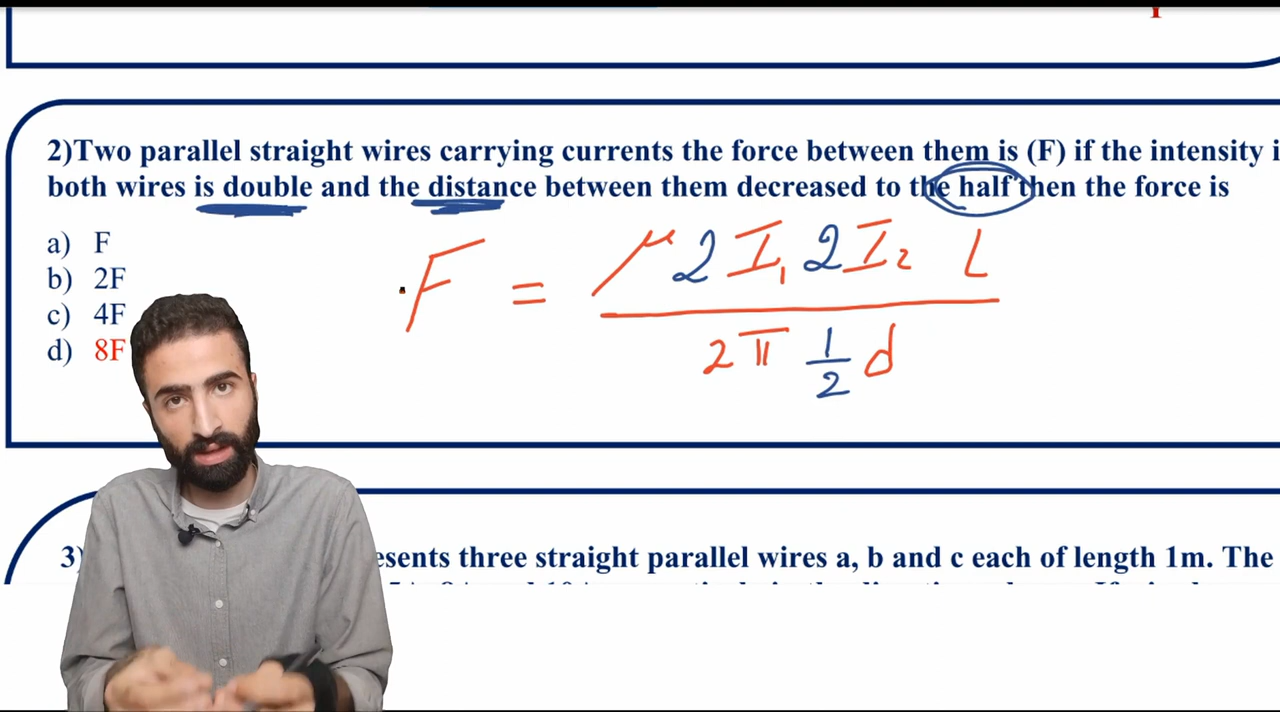 2)Two parallel straight wires carrying currents the force between them is (F) if the intensity i
both wires is double and the distance between them decreased to the half then the force is
a) F
b) 2F
c) 4F
d) 8F
F = μ 2 I₁ 2 I₂ L
2 π 1/2 d
3) esents three straight parallel wires a, b and c each of length 1m. The